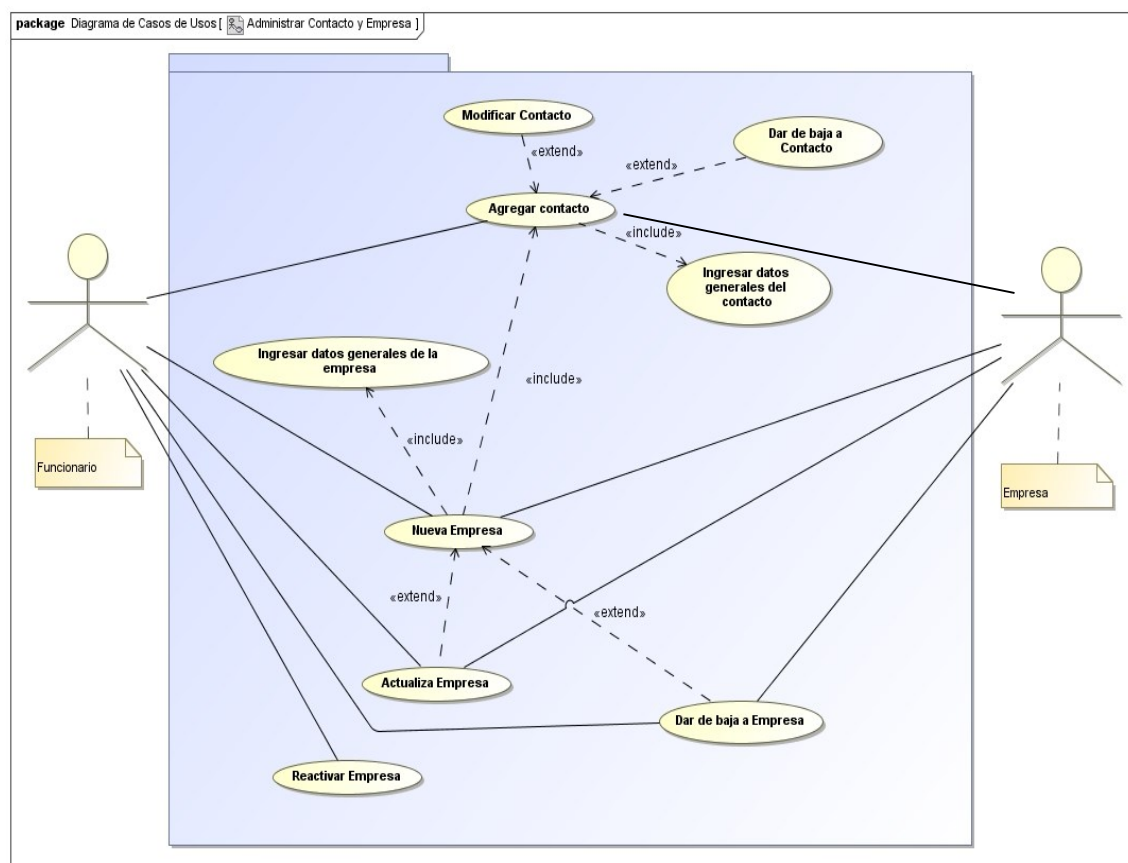 package Diagrama de Casos de Usos [ Administrar Contacto y Empresa ]
Modificar Contacto
Dar de baja a
Contacto
«extend»
«extend»
Agregar contacto
«include»
Ingresar datos
generales del
contacto
Ingresar datos generales de la
empresa
«include»
«include»
Funcionario
Empresa
Nueva Empresa
«extend»
«extend»
Actualiza Empresa
Dar de baja a Empresa
Reactivar Empresa